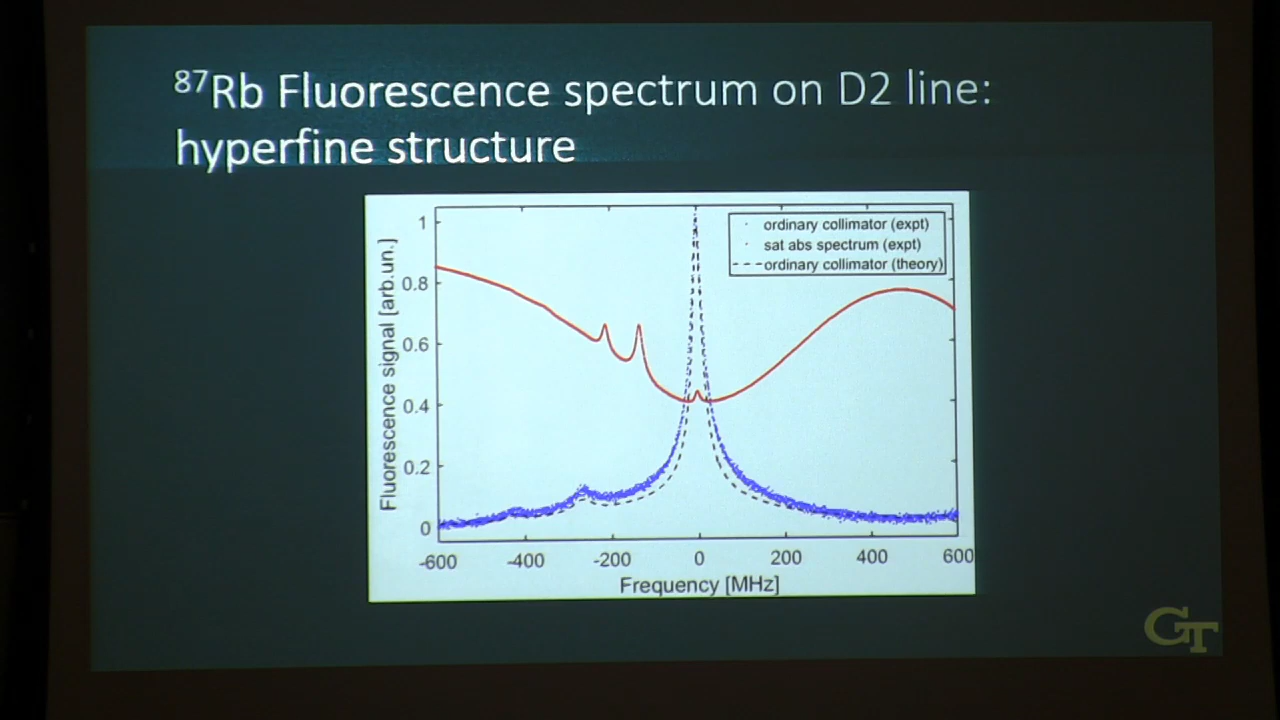 ⁸⁷Rb Fluorescence spectrum on D2 line:
hyperfine structure
ordinary collimator (expt)
sat abs spectrum (expt)
ordinary collimator (theory)
Fluorescence signal [arb.un.]
1
0.8
0.6
0.4
0.2
0
-600
-400
-200
0
200
400
600
Frequency [MHz]
GT